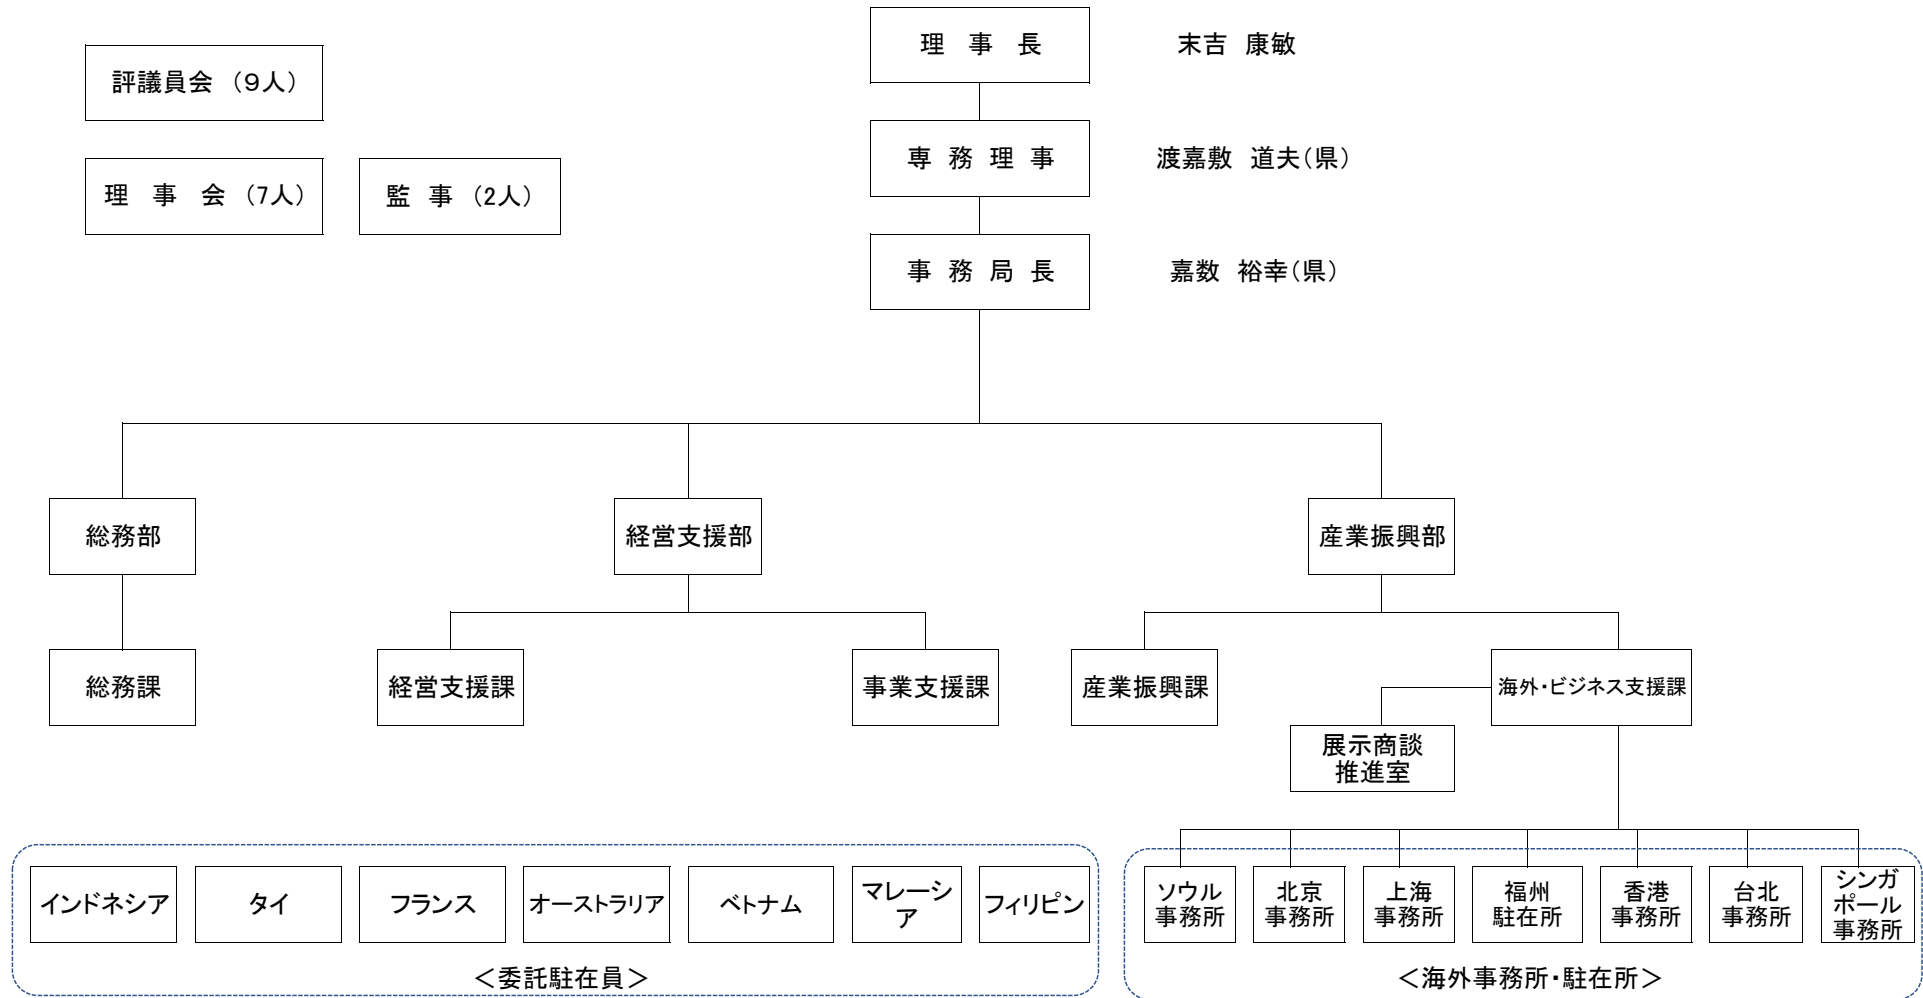 理　事　長
末吉　康敏
評議員会 （９人）
専 務 理 事
渡嘉敷　道夫（県）
理　事　会 （7人）
監　事 （2人）
事 務 局 長
嘉数　裕幸（県）
総務部
経営支援部
産業振興部
総務課
経営支援課
事業支援課
産業振興課
海外・ビジネス支援課
展示商談
推進室
インドネシア
タイ
フランス
オーストラリア
ベトナム
マレーシ
ア
フィリピン
＜委託駐在員＞
ソウル
事務所
北京
事務所
上海
事務所
福州
駐在所
香港
事務所
台北
事務所
シンガ
ポール
事務所
＜海外事務所・駐在所＞